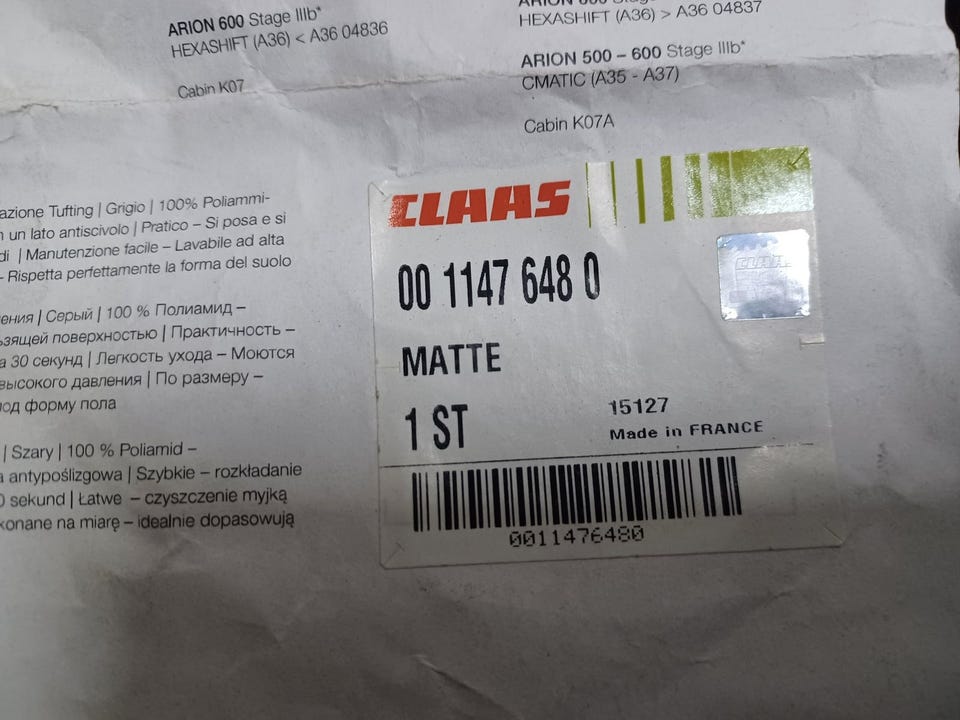 ARION 600 Stage IIIb*
HEXASHIFT (A36) < A36 04836
Cabin K07
HEXASHIFT (A36) > A36 04837
ARION 500 – 600 Stage IIIb*
CMATIC (A35 - A37)
Cabin K07A
azione Tufting | Grigio | 100% Poliammi-
n un lato antiscivolo | Pratico – Si posa e si
di | Manutenzione facile – Lavabile ad alta
– Rispetta perfettamente la forma del suolo
ения | Серый | 100 % Полиамид –
ьзящей поверхностью | Практичность –
а 30 секунд | Легкость ухода – Моются
высокого давления | По размеру –
под форму пола
| Szary | 100 % Poliamid –
a antypoślizgowa | Szybkie – rozkładanie
0 sekund | Łatwe – czyszczenie myjką
konane na miarę – idealnie dopasowują
CLAAS
00 1147 648 0
CLAAS
MATTE
1 ST
15127
Made in FRANCE
0011476480